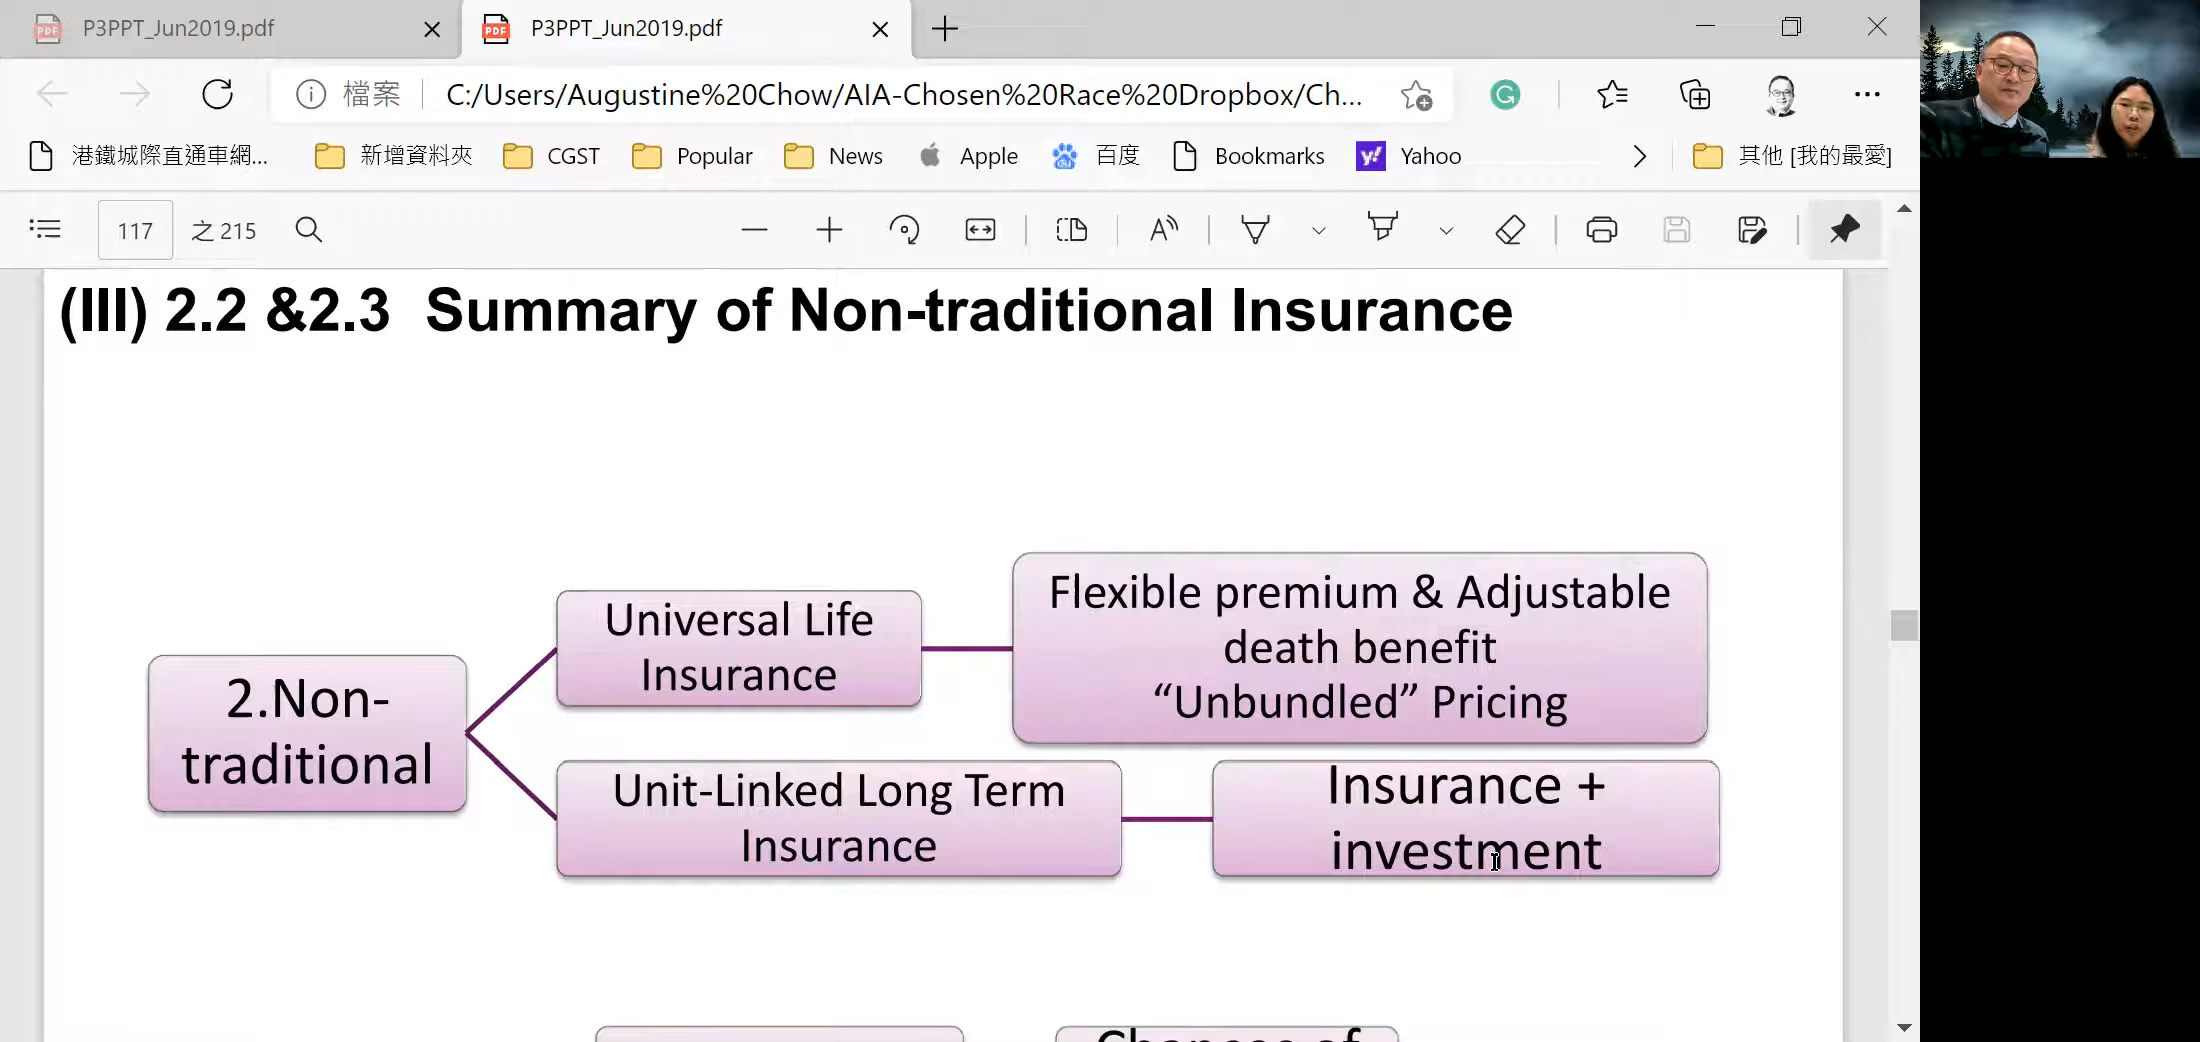 P3PPT_Jun2019.pdf
P3PPT_Jun2019.pdf
檔案
C:/Users/Augustine%20Chow/AIA-Chosen%20Race%20Dropbox/Ch...
港鐵城際直通車網...
新增資料夾
CGST
Popular
News
Apple
百度
Bookmarks
Yahoo
其他 [我的最愛]
117
之 215
(III) 2.2 &2.3 Summary of Non-traditional Insurance
2.Non-
traditional
Universal Life
Insurance
Flexible premium & Adjustable
death benefit
“Unbundled” Pricing
Unit-Linked Long Term
Insurance
Insurance +
investment
Chances of